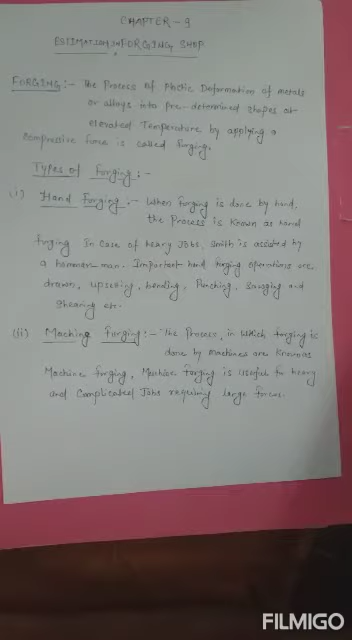 CHAPTER - 9
ESTIMATION IN FORGING SHOP
FORGING :- The Process of Plastic Deformation of metals
or alloys into Pre-determined shapes at
elevated Temperature by applying a
compressive force is called forging.
Types of Forging :-
(i) Hand Forging :- When forging is done by hand,
the Process is Known as hand
forging In Case of heavy Jobs, Smith is assisted by
a hammer-man. Important hand forging operations are.
drawn, upsetting, bending, Punching, Swaging and
Shearing etc.
(ii) Machine Forging :- The Process, in Which forging is
done by machines are Known as
Machine forging, Machine forging is Useful for heavy
and Complicated Jobs requiring large forces.
FILMIGO